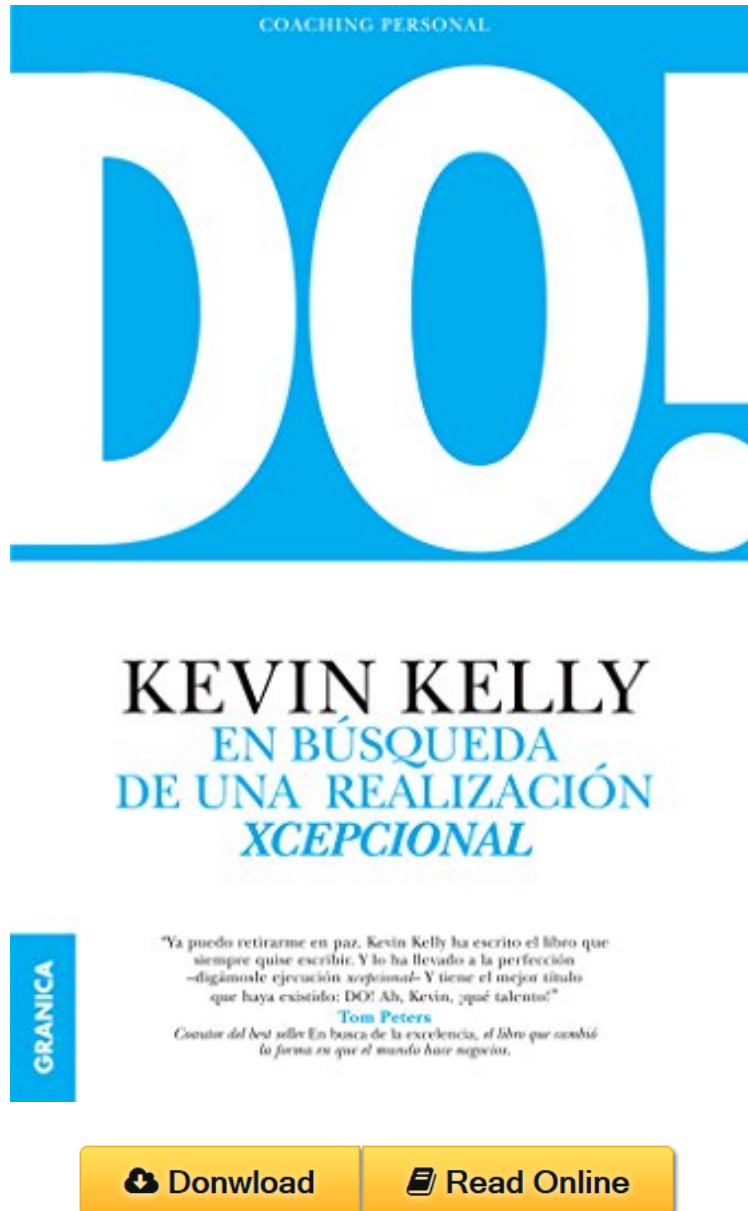 COACHING PERSONAL
DO!
KEVIN KELLY
EN BÚSQUEDA
DE UNA REALIZACIÓN
XCEPCIONAL
"Ya puedo retirarme en paz. Kevin Kelly ha escrito el libro que
siempre quise escribir. Y lo ha llevado a la perfección
–digámosle ejecución xcepcional– Y tiene el mejor título
que haya existido: DO! Ah, Kevin, ¡qué talento!"
Tom Peters
Coautor del best seller En busca de la excelencia, el libro que cambió
la forma en que el mundo hace negocios.
GRANICA
Donwload
Read Online